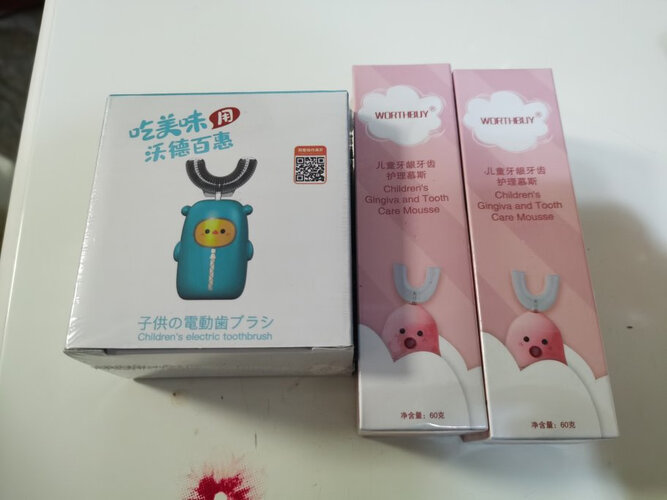 吃美味用
沃德百惠
子供の電動歯ブラシ
Children's electric toothbrush
WORTHBUY®
儿童牙龈牙齿
护理慕斯
Children's
Gingiva and Tooth
Care Mousse
净含量：60克
WORTHBUY®
儿童牙龈牙齿
护理慕斯
Children's
Gingiva and Tooth
Care Mousse
净含量：60克